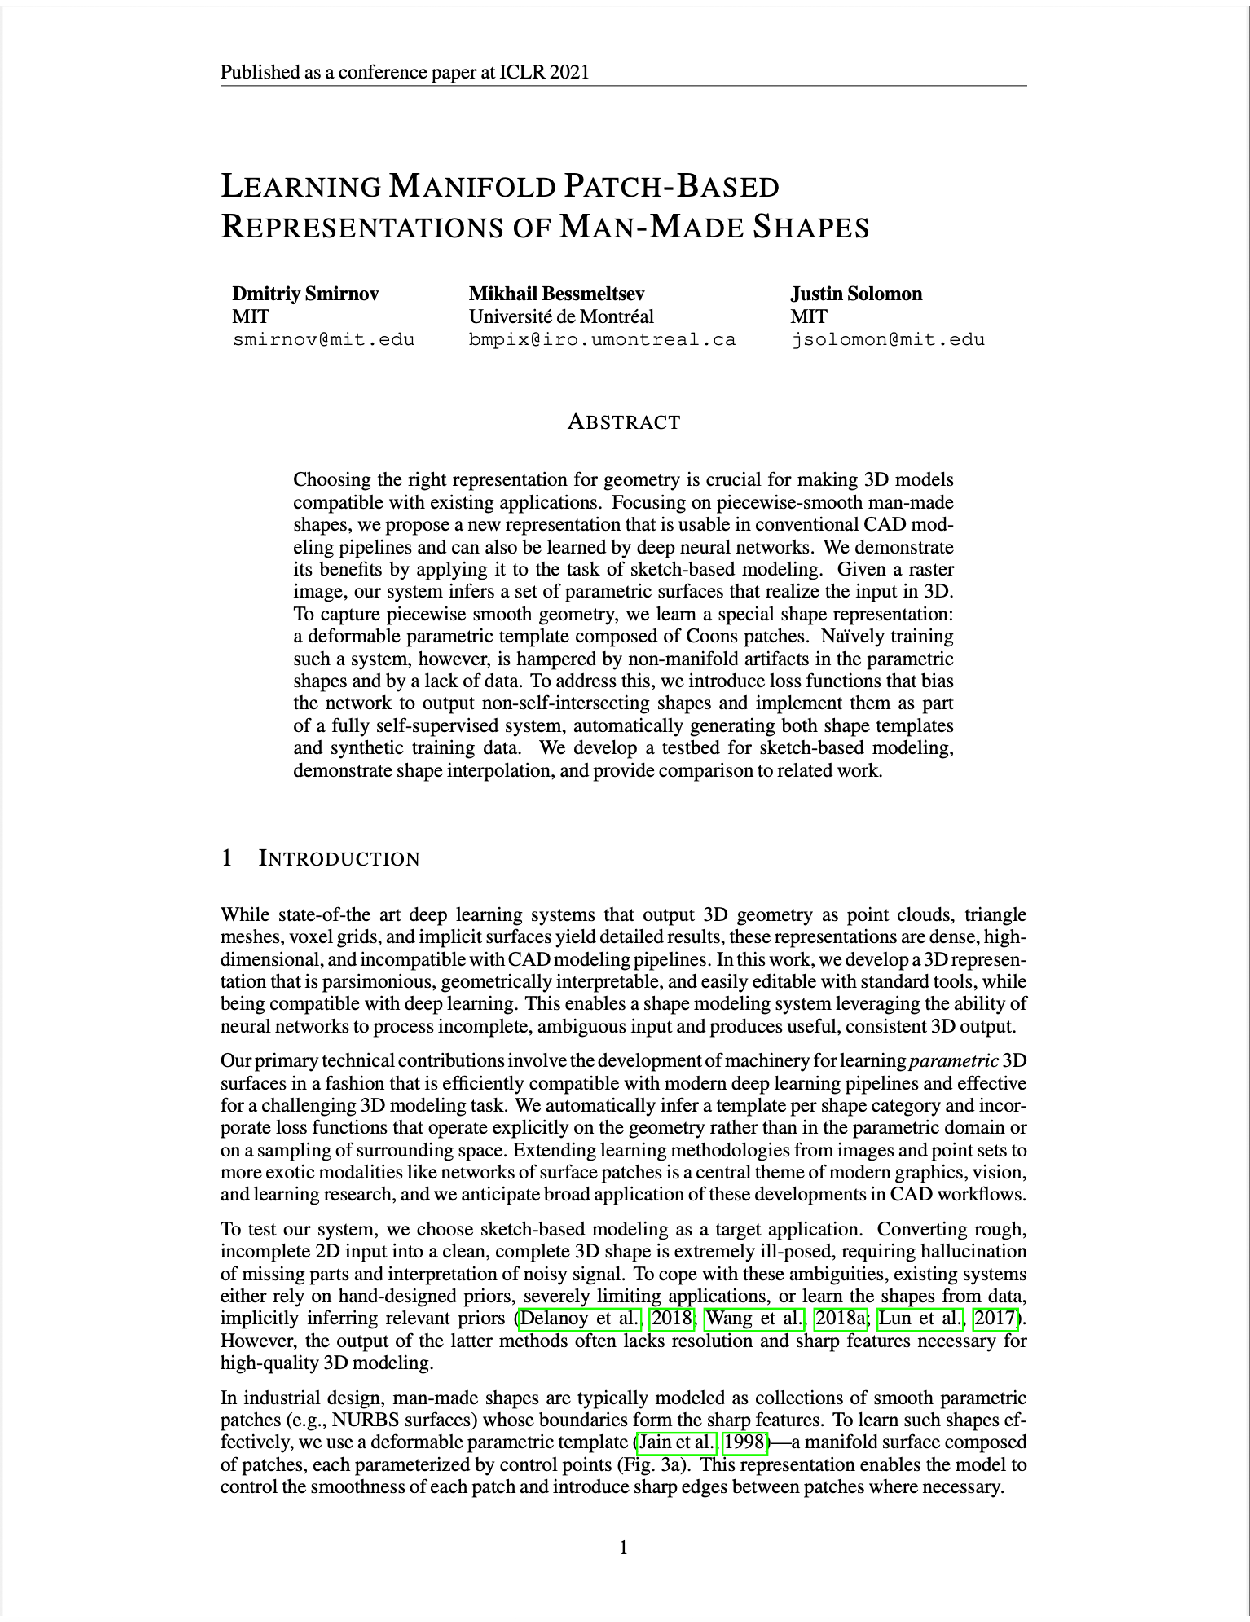 Published as a conference paper at ICLR 2021
LEARNING MANIFOLD PATCH-BASED
REPRESENTATIONS OF MAN-MADE SHAPES
Dmitriy Smirnov
MIT
smirnov@mit.edu
Mikhail Bessmeltsev
Université de Montréal
bmpix@iro.umontreal.ca
Justin Solomon
MIT
jsolomon@mit.edu
ABSTRACT
Choosing the right representation for geometry is crucial for making 3D models
compatible with existing applications. Focusing on piecewise-smooth man-made
shapes, we propose a new representation that is usable in conventional CAD mod-
eling pipelines and can also be learned by deep neural networks. We demonstrate
its benefits by applying it to the task of sketch-based modeling. Given a raster
image, our system infers a set of parametric surfaces that realize the input in 3D.
To capture piecewise smooth geometry, we learn a special shape representation:
a deformable parametric template composed of Coons patches. Naïvely training
such a system, however, is hampered by non-manifold artifacts in the parametric
shapes and by a lack of data. To address this, we introduce loss functions that bias
the network to output non-self-intersecting shapes and implement them as part
of a fully self-supervised system, automatically generating both shape templates
and synthetic training data. We develop a testbed for sketch-based modeling,
demonstrate shape interpolation, and provide comparison to related work.
1 INTRODUCTION
While state-of-the art deep learning systems that output 3D geometry as point clouds, triangle
meshes, voxel grids, and implicit surfaces yield detailed results, these representations are dense, high-
dimensional, and incompatible with CAD modeling pipelines. In this work, we develop a 3D represen-
tation that is parsimonious, geometrically interpretable, and easily editable with standard tools, while
being compatible with deep learning. This enables a shape modeling system leveraging the ability of
neural networks to process incomplete, ambiguous input and produces useful, consistent 3D output.
Our primary technical contributions involve the development of machinery for learning parametric 3D
surfaces in a fashion that is efficiently compatible with modern deep learning pipelines and effective
for a challenging 3D modeling task. We automatically infer a template per shape category and incor-
porate loss functions that operate explicitly on the geometry rather than in the parametric domain or
on a sampling of surrounding space. Extending learning methodologies from images and point sets to
more exotic modalities like networks of surface patches is a central theme of modern graphics, vision,
and learning research, and we anticipate broad application of these developments in CAD workflows.
To test our system, we choose sketch-based modeling as a target application. Converting rough,
incomplete 2D input into a clean, complete 3D shape is extremely ill-posed, requiring hallucination
of missing parts and interpretation of noisy signal. To cope with these ambiguities, existing systems
either rely on hand-designed priors, severely limiting applications, or learn the shapes from data,
implicitly inferring relevant priors (Delanoy et al., 2018; Wang et al., 2018a; Lun et al., 2017).
However, the output of the latter methods often lacks resolution and sharp features necessary for
high-quality 3D modeling.
In industrial design, man-made shapes are typically modeled as collections of smooth parametric
patches (e.g., NURBS surfaces) whose boundaries form the sharp features. To learn such shapes ef-
fectively, we use a deformable parametric template (Jain et al., 1998)—a manifold surface composed
of patches, each parameterized by control points (Fig. 3a). This representation enables the model to
control the smoothness of each patch and introduce sharp edges between patches where necessary.
1